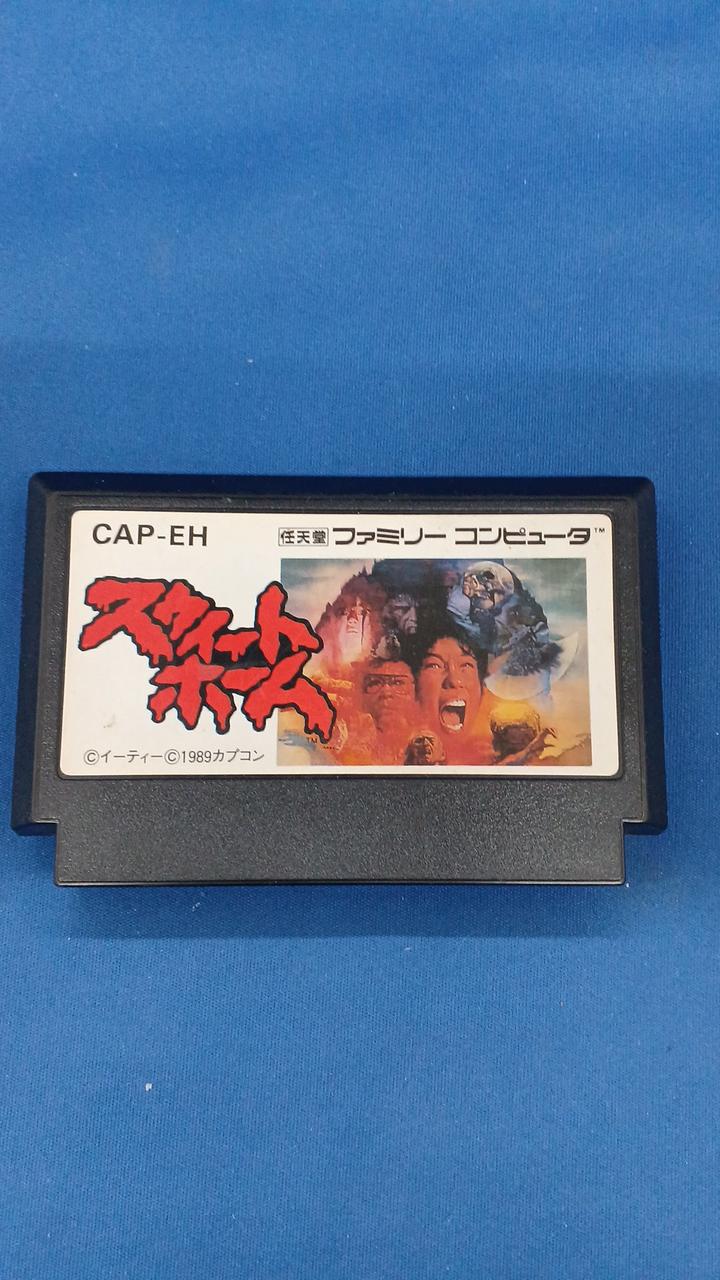 CAP-EH
任天堂 ファミリー コンピュータ™
スウィート
ホーム
TM
©イーティー©1989カプコン